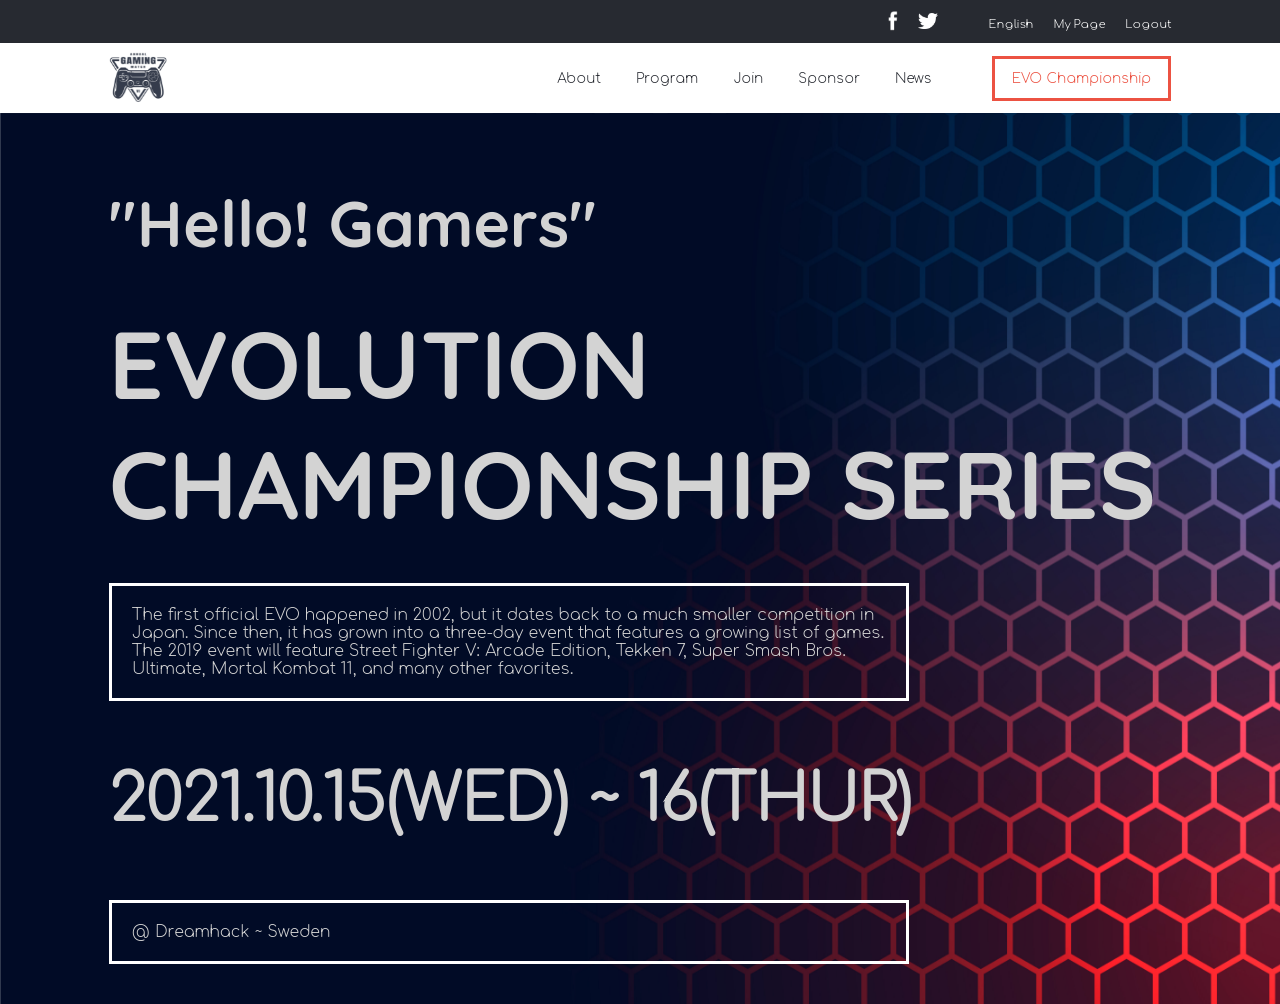 English My Page Logout
GAMING
About Program Join Sponsor News EVO Championship
"Hello! Gamers"
EVOLUTION
CHAMPIONSHIP SERIES
The first official EVO happened in 2002, but it dates back to a much smaller competition in
Japan. Since then, it has grown into a three-day event that features a growing list of games.
The 2019 event will feature Street Fighter V: Arcade Edition, Tekken 7, Super Smash Bros.
Ultimate, Mortal Kombat 11, and many other favorites.
2021.10.15(WED) ~ 16(THUR)
@ Dreamhack ~ Sweden